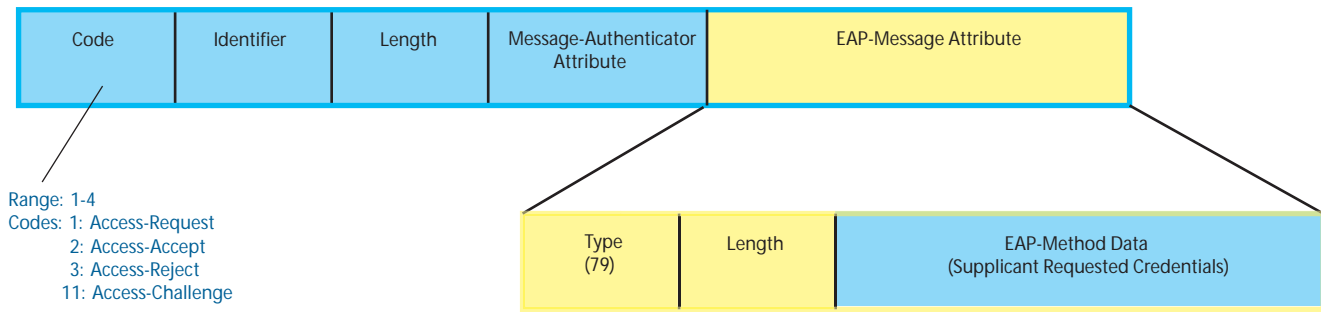 Code
Identifier
Length
Message-Authenticator
Attribute
EAP-Message Attribute
Range: 1-4
Codes: 1: Access-Request
2: Access-Accept
3: Access-Reject
11: Access-Challenge
Type
(79)
Length
EAP-Method Data
(Supplicant Requested Credentials)